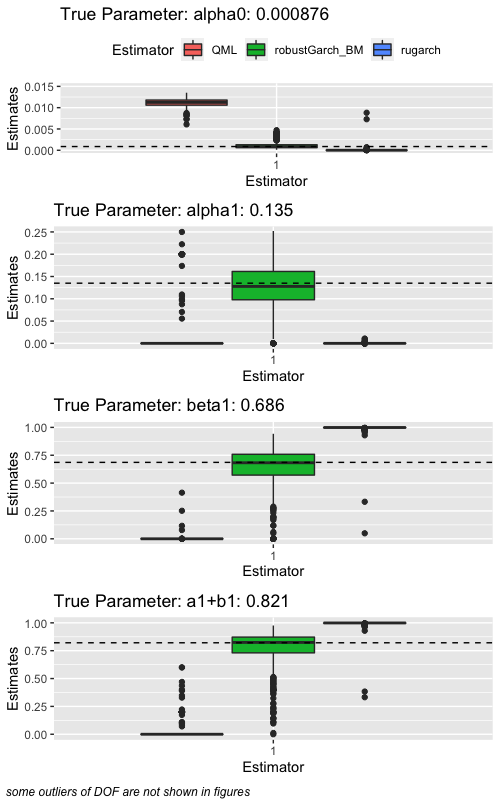 True Parameter: alpha0: 0.000876
Estimator QML robustGarch_BM rugarch
Estimates
0.015
0.010
0.005
0.000
1
Estimator
True Parameter: alpha1: 0.135
Estimates
0.25
0.20
0.15
0.10
0.05
0.00
1
Estimator
True Parameter: beta1: 0.686
Estimates
1.00
0.75
0.50
0.25
0.00
1
Estimator
True Parameter: a1+b1: 0.821
Estimates
1.00
0.75
0.50
0.25
0.00
1
Estimator
some outliers of DOF are not shown in figures